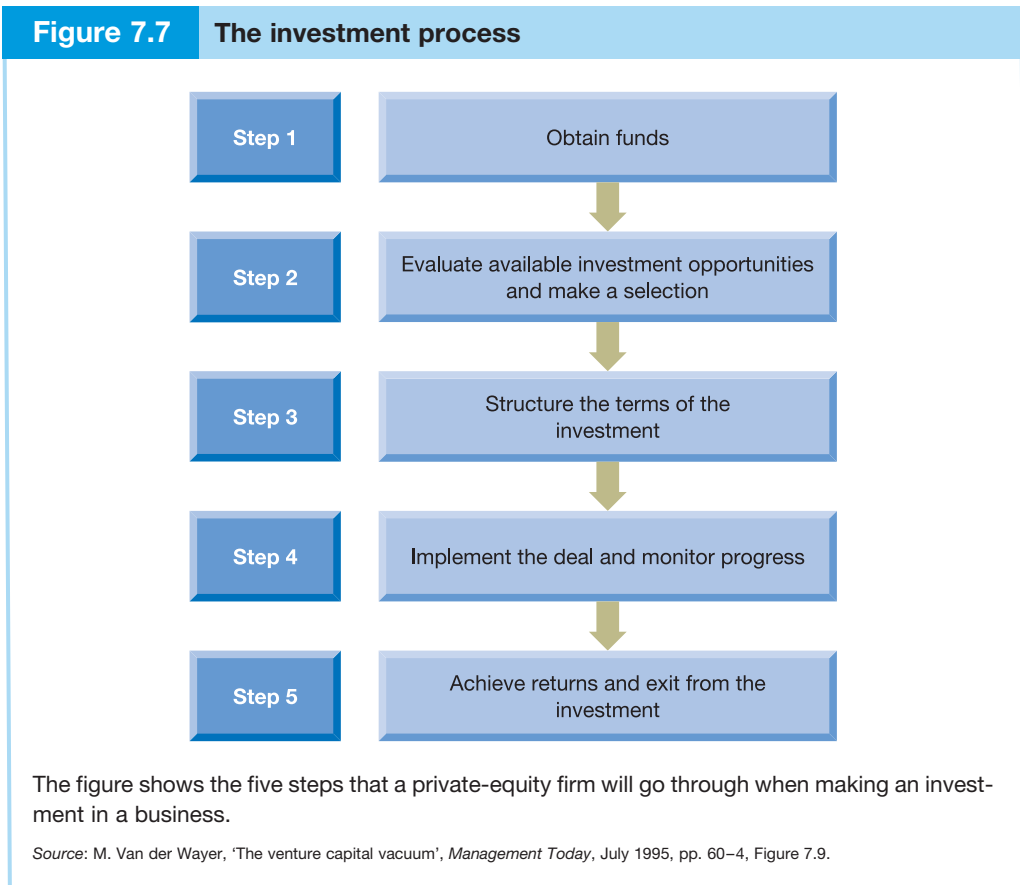 Figure 7.7 The investment process
Step 1 Obtain funds
Step 2 Evaluate available investment opportunities
and make a selection
Step 3 Structure the terms of the
investment
Step 4 Implement the deal and monitor progress
Step 5 Achieve returns and exit from the
investment
The figure shows the five steps that a private-equity firm will go through when making an invest-
ment in a business.
Source: M. Van der Wayer, ‘The venture capital vacuum’, Management Today, July 1995, pp. 60–4, Figure 7.9.